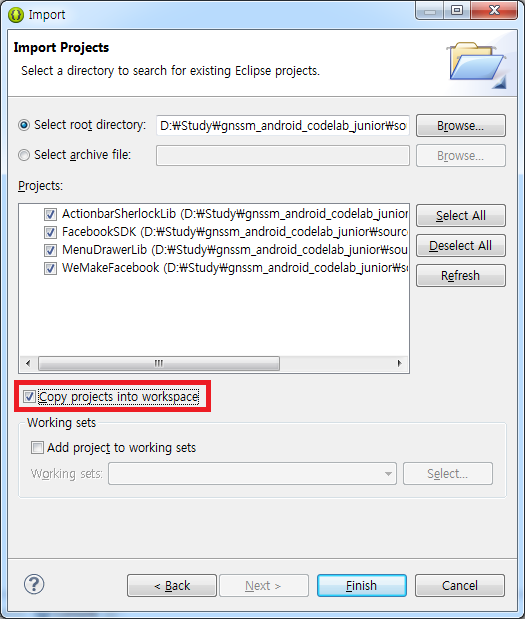 Import
Import Projects
Select a directory to search for existing Eclipse projects.
Select root directory:
D:₩Study₩gnssm_android_codelab_junior₩sou
Browse...
Select archive file:
Browse...
Projects:
ActionbarSherlockLib (D:₩Study₩gnssm_android_codelab_junior
FacebookSDK (D:₩Study₩gnssm_android_codelab_junior₩source
MenuDrawerLib (D:₩Study₩gnssm_android_codelab_junior₩sou
WeMakeFacebook (D:₩Study₩gnssm_android_codelab_junior₩so
Select All
Deselect All
Refresh
Copy projects into workspace
Working sets
Add project to working sets
Working sets:
Select...
?
< Back
Next >
Finish
Cancel